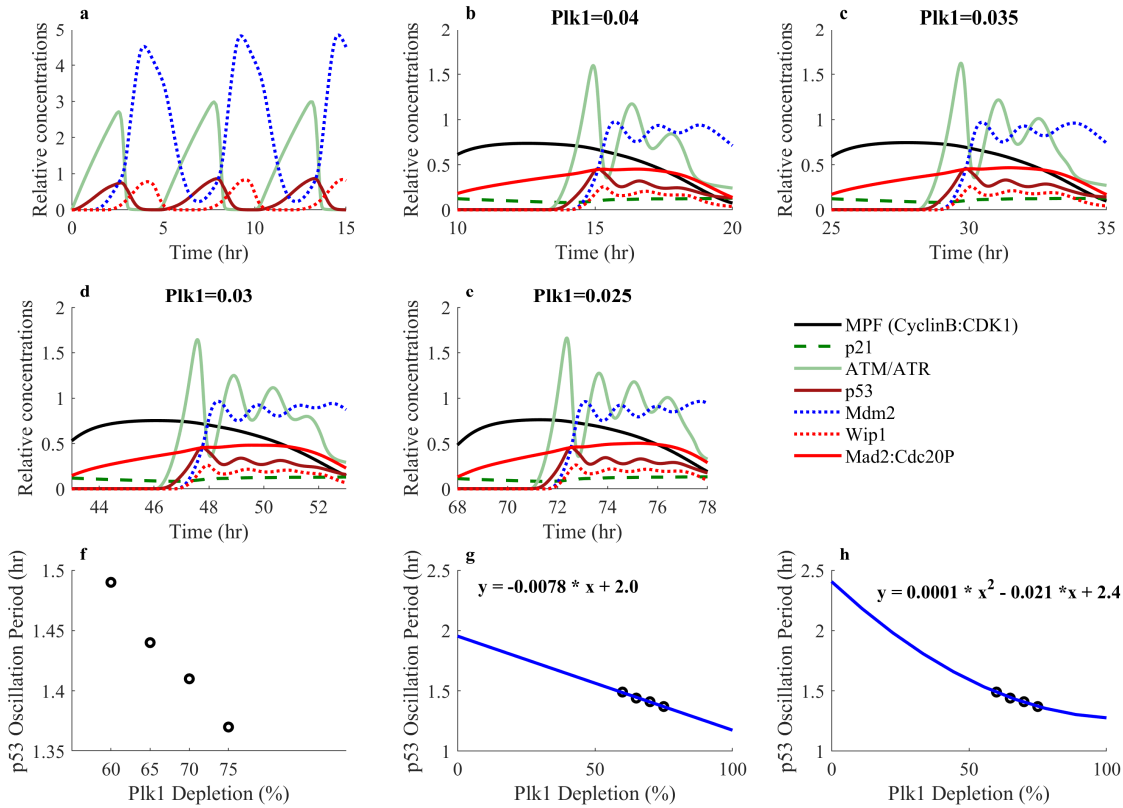 a
Relative concentrations
5
4
3
2
1
0
0 5 10 15
Time (hr)
b
Plk1=0.04
Relative concentrations
2
1.5
1
0.5
0
10 15 20
Time (hr)
c
Plk1=0.035
Relative concentrations
2
1.5
1
0.5
0
25 30 35
Time (hr)
d
Plk1=0.03
Relative concentrations
2
1.5
1
0.5
0
44 46 48 50 52
Time (hr)
c
Plk1=0.025
Relative concentrations
2
1.5
1
0.5
0
68 70 72 74 76 78
Time (hr)
MPF (CyclinB:CDK1)
p21
ATM/ATR
p53
Mdm2
Wip1
Mad2:Cdc20P
f
p53 Oscillation Period (hr)
1.5
1.45
1.4
1.35
60 65 70 75
Plk1 Depletion (%)
g
y = -0.0078 * x + 2.0
p53 Oscillation Period (hr)
2.5
2
1.5
1
0 50 100
Plk1 Depletion (%)
h
y = 0.0001 * x² - 0.021 *x + 2.4
p53 Oscillation Period (hr)
2.5
2
1.5
1
0 50 100
Plk1 Depletion (%)